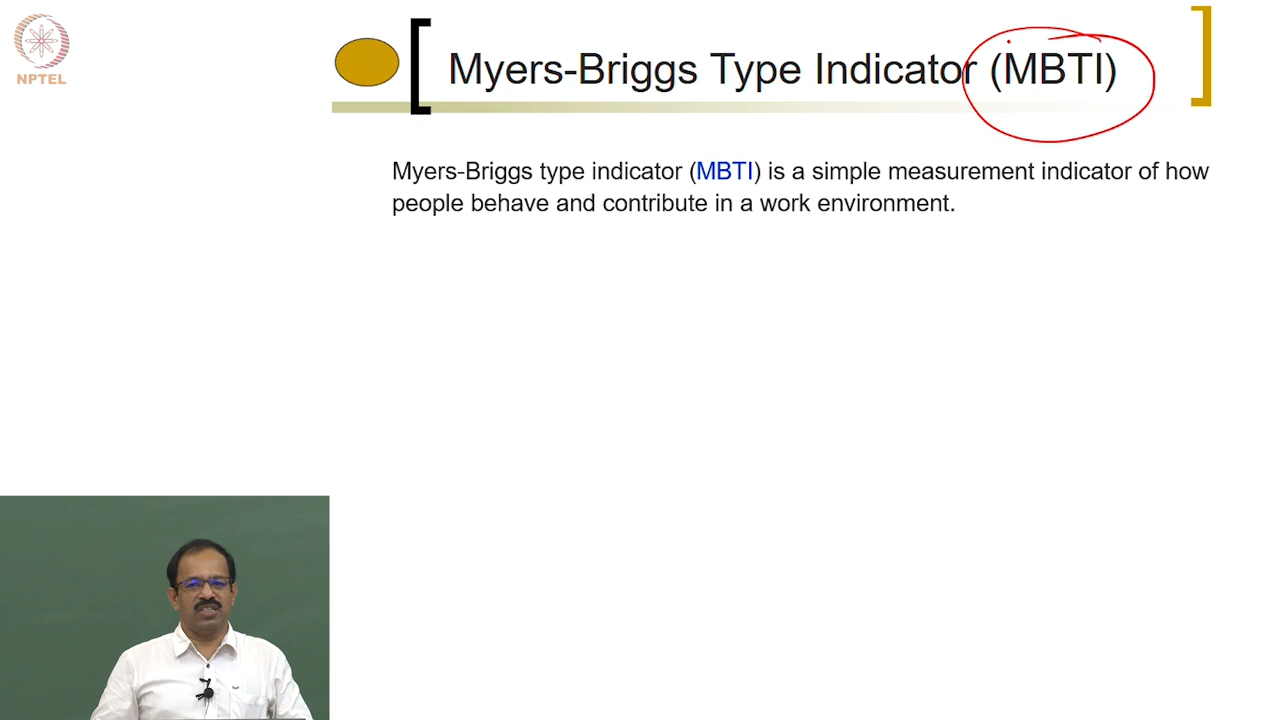 NPTEL
Myers-Briggs Type Indicator (MBTI)
Myers-Briggs type indicator (MBTI) is a simple measurement indicator of how
people behave and contribute in a work environment.